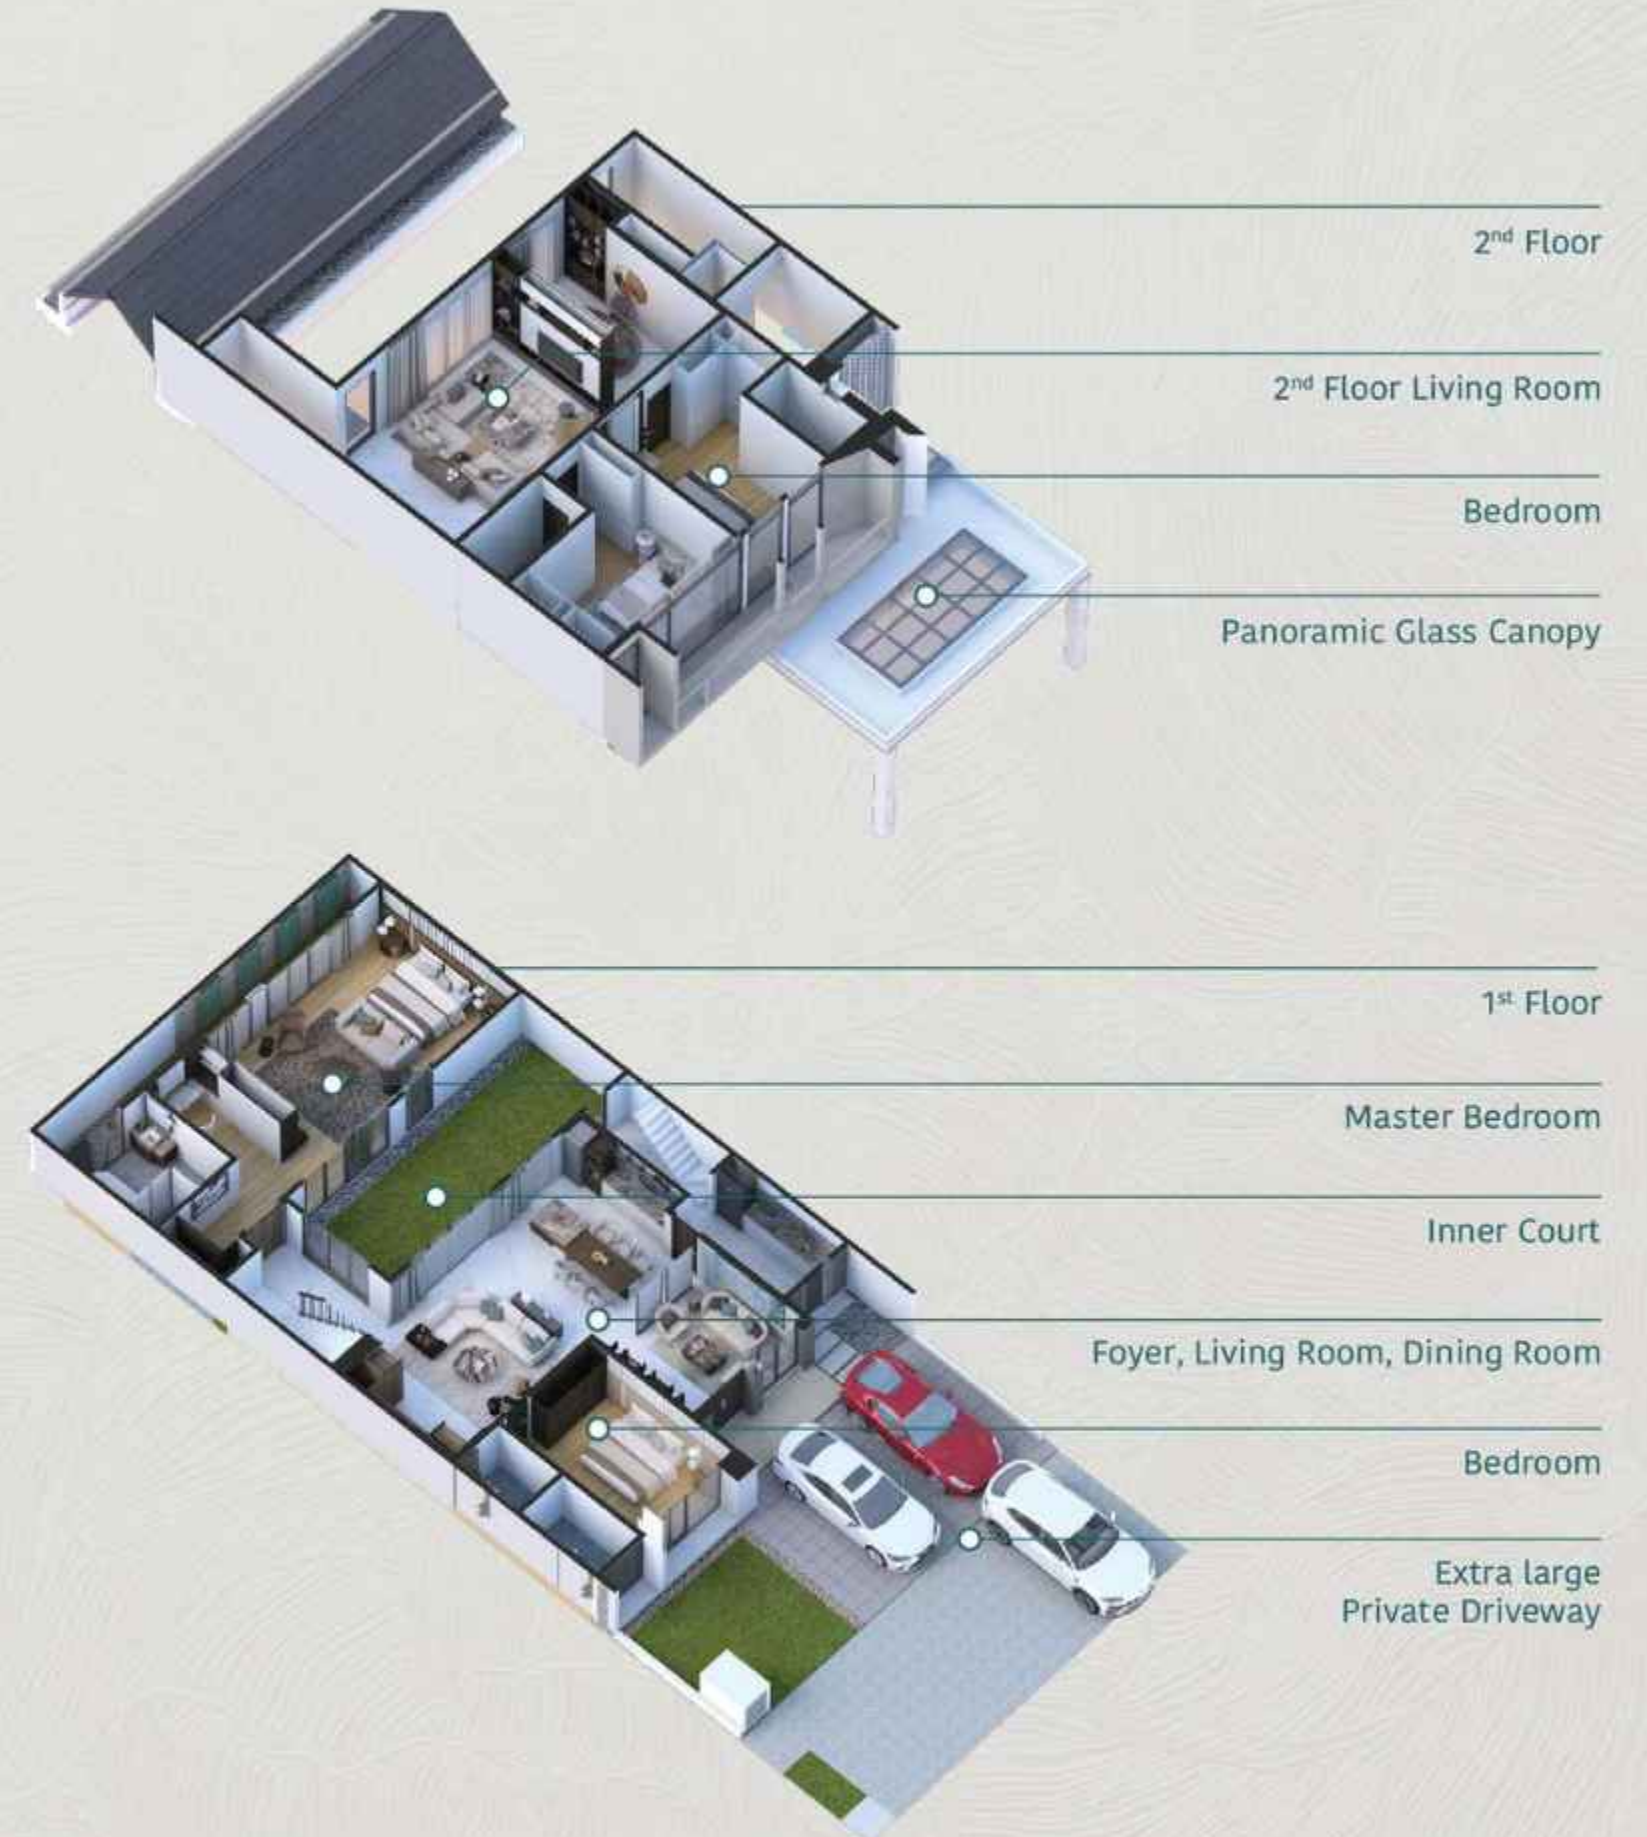 2nd Floor
2nd Floor Living Room
Bedroom
Panoramic Glass Canopy
1st Floor
Master Bedroom
Inner Court
Foyer, Living Room, Dining Room
Bedroom
Extra large
Private Driveway